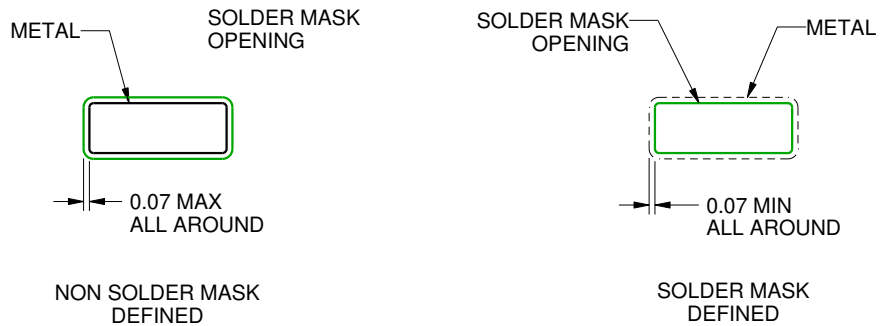 METAL
SOLDER MASK
OPENING
0.07 MAX
ALL AROUND
NON SOLDER MASK
DEFINED
SOLDER MASK
OPENING
METAL
0.07 MIN
ALL AROUND
SOLDER MASK
DEFINED